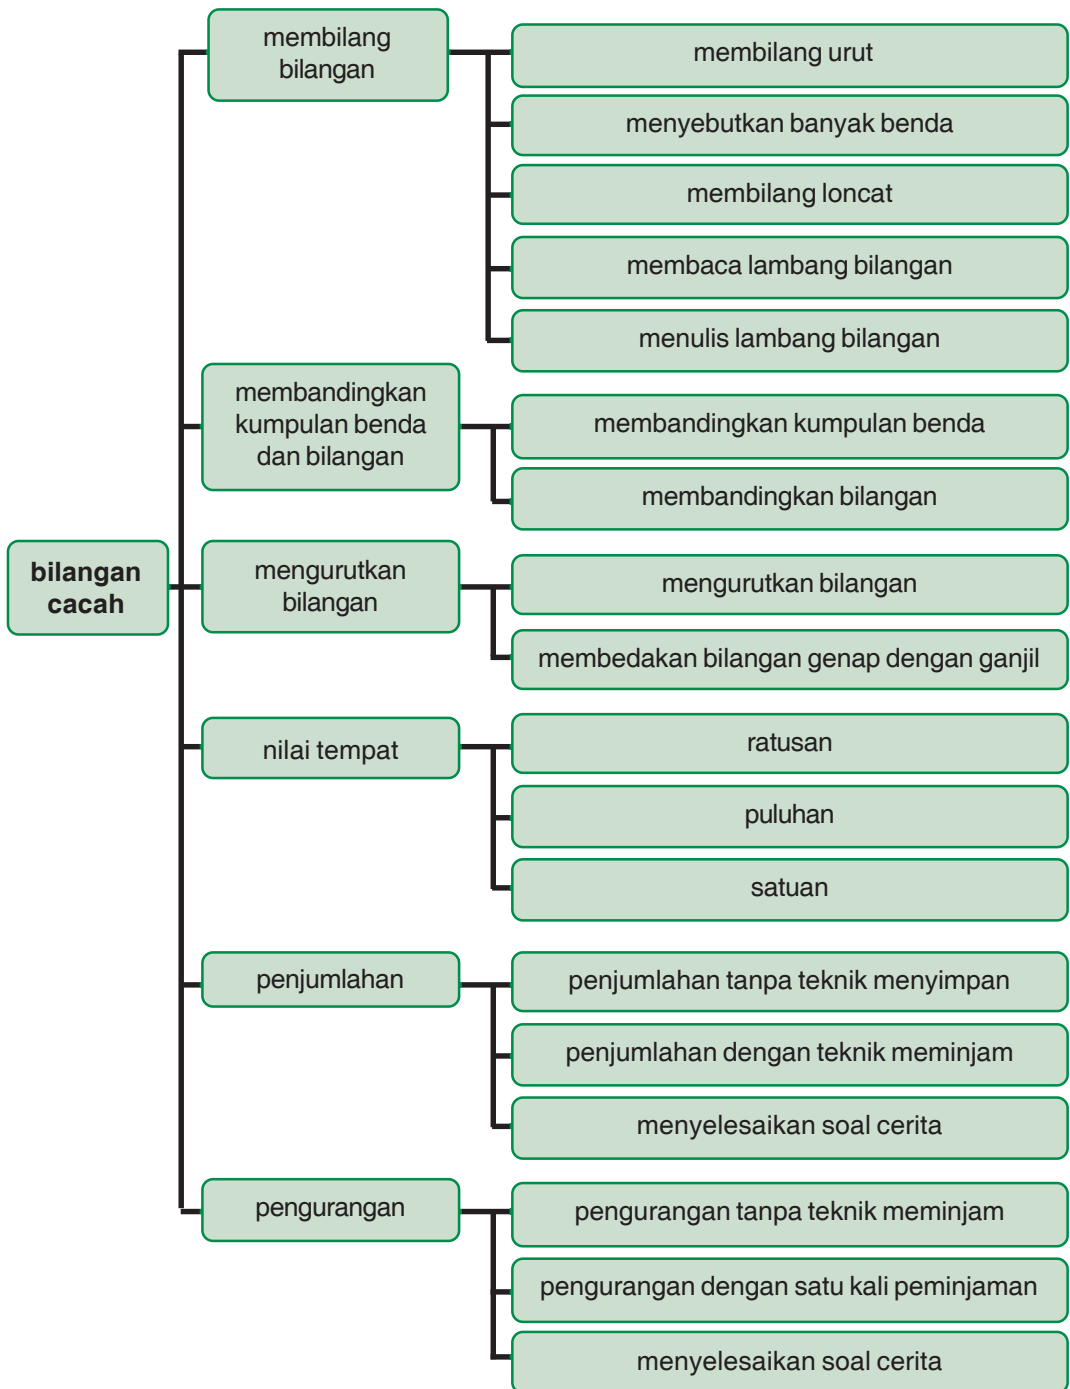 membilang
bilangan
membilang urut
menyebutkan banyak benda
membilang loncat
membaca lambang bilangan
menulis lambang bilangan
membandingkan
kumpulan benda
dan bilangan
membandingkan kumpulan benda
membandingkan bilangan
bilangan
cacah
mengurutkan
bilangan
mengurutkan bilangan
membedakan bilangan genap dengan ganjil
nilai tempat
ratusan
puluhan
satuan
penjumlahan
penjumlahan tanpa teknik menyimpan
penjumlahan dengan teknik meminjam
menyelesaikan soal cerita
pengurangan
pengurangan tanpa teknik meminjam
pengurangan dengan satu kali peminjaman
menyelesaikan soal cerita